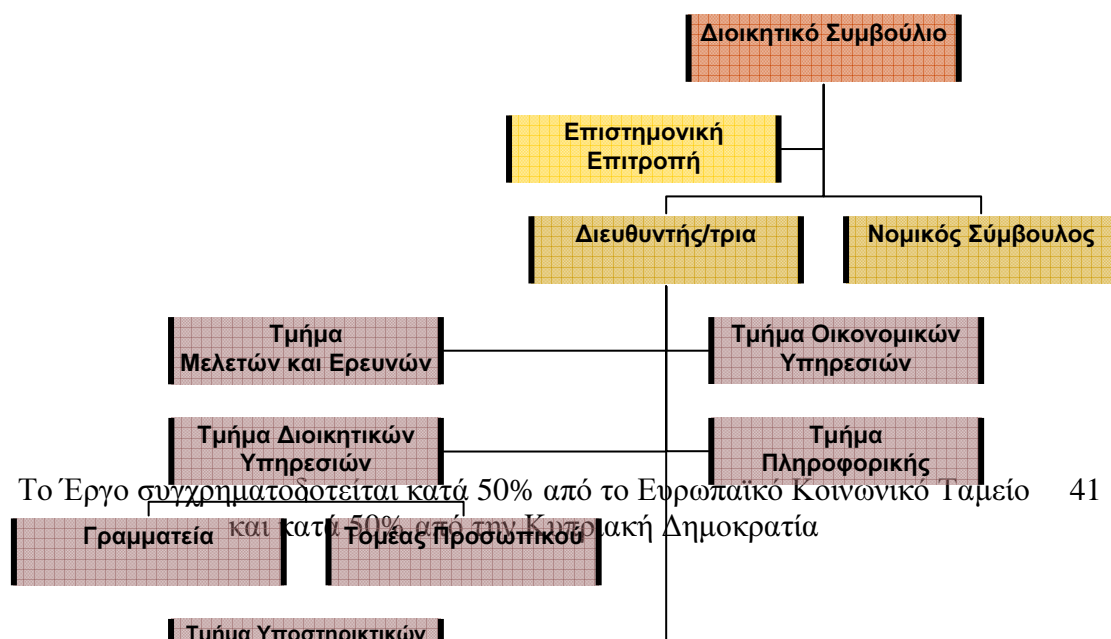 Διοικητικό Συμβούλιο
Επιστημονική
Επιτροπή
Διευθυντής/τρια
Νομικός Σύμβουλος
Τμήμα
Μελετών και Ερευνών
Τμήμα Οικονομικών
Υπηρεσιών
Τμήμα Διοικητικών
Υπηρεσιών
Τμήμα
Πληροφορικής
Το Έργο συγχρηματοδοτείται κατά 50% από το Ευρωπαϊκό Κοινωνικό Ταμείο 41
και κατά 50% από την Κυπριακή Δημοκρατία
Γραμματεία
Τομέας Προσωπικού
Τμήμα Υποστηρικτικών